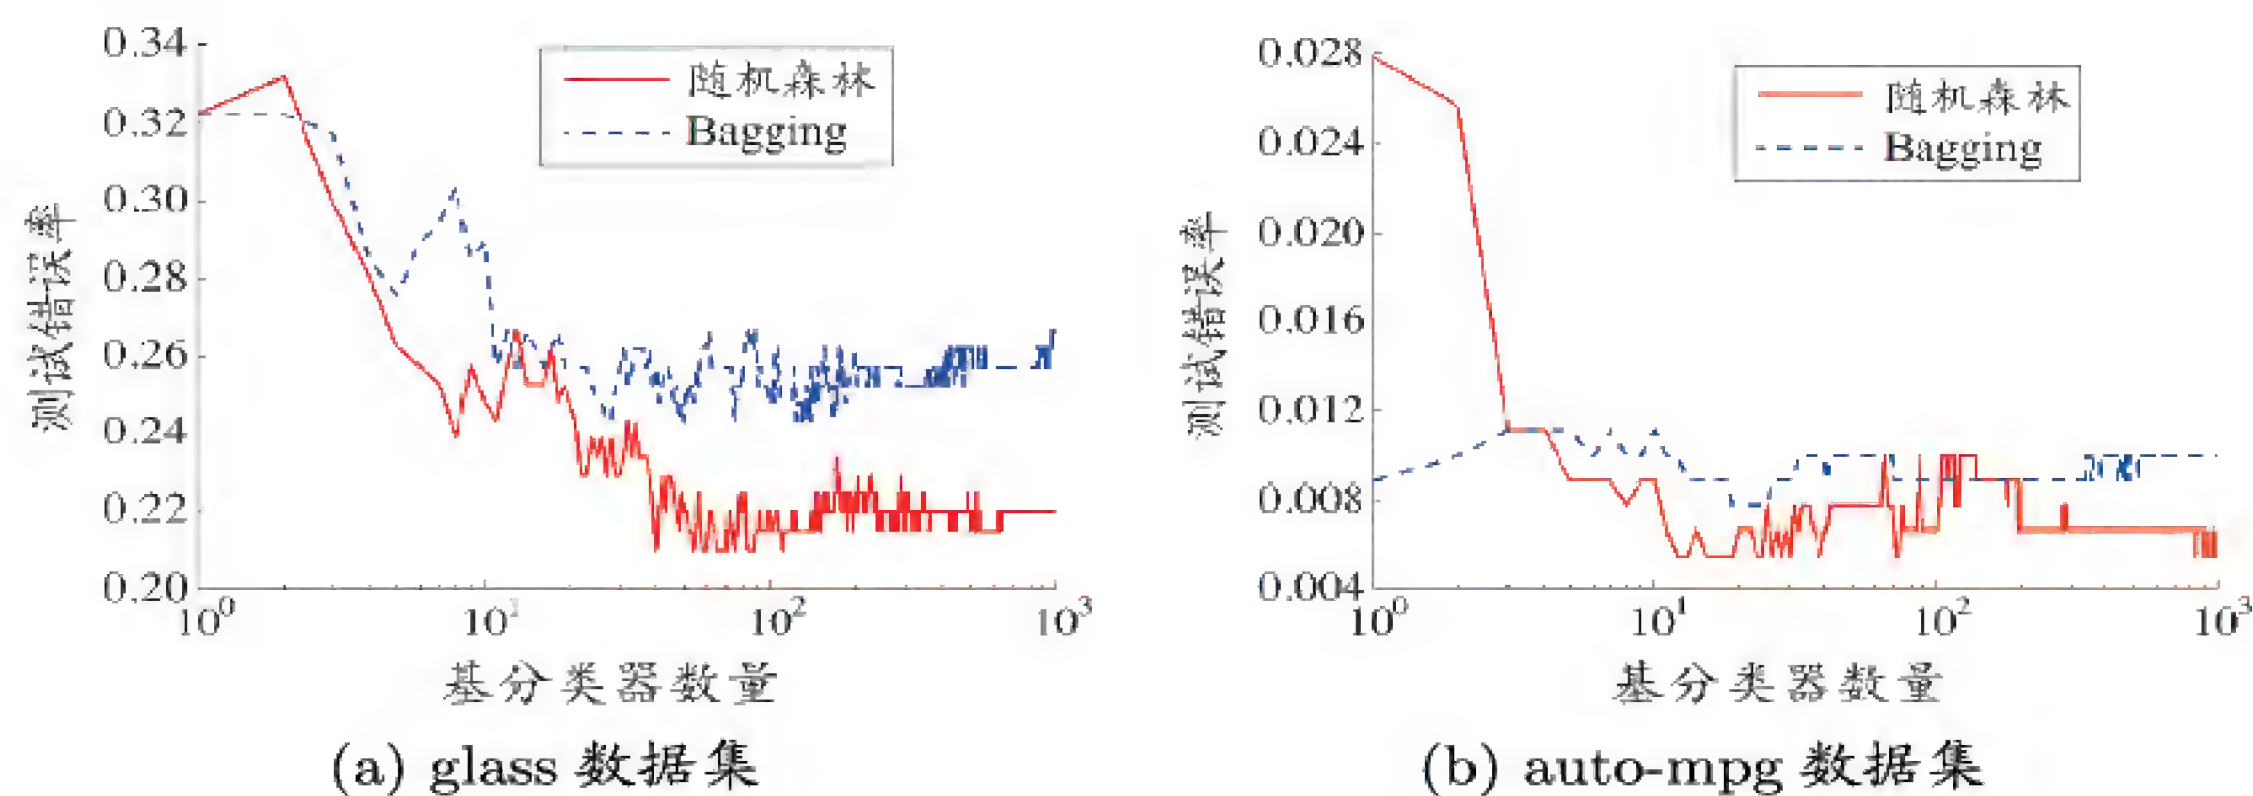 0.34
0.32
0.30
0.28
0.26
0.24
0.22
0.20
测试错误率
随机森林
Bagging
10⁰
10¹
10²
10³
基分类器数量
(a) glass 数据集
0.028
0.024
0.020
0.016
0.012
0.008
0.004
测试错误率
随机森林
Bagging
10⁰
10¹
10²
10³
基分类器数量
(b) auto-mpg 数据集